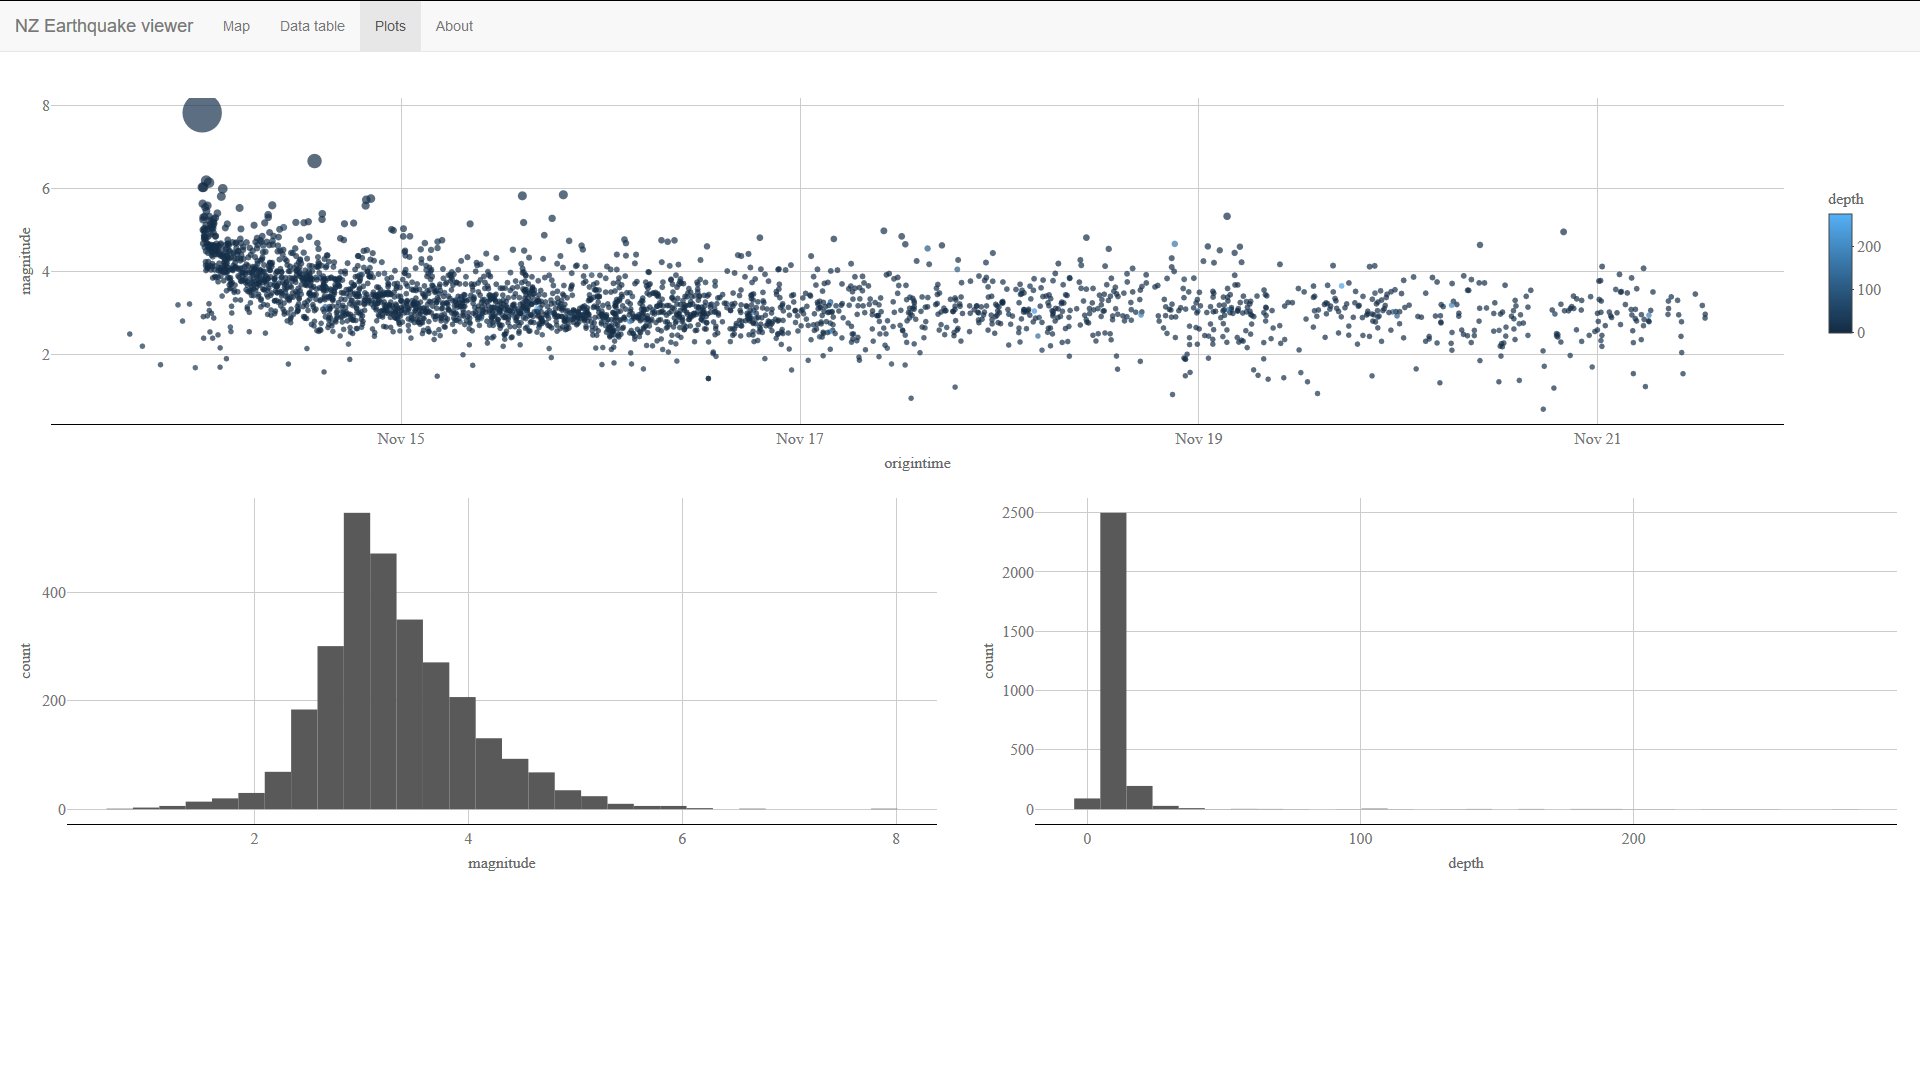 NZ Earthquake viewer Map Data table Plots About
8
6
4
2
magnitude
Nov 15 Nov 17 Nov 19 Nov 21
origintime
depth
200
100
0
400
200
0
count
2 4 6 8
magnitude
2500
2000
1500
1000
500
0
count
0 100 200
depth